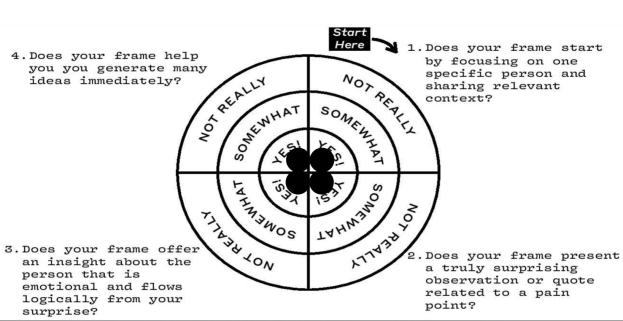 Start
Here
1. Does your frame start
by focusing on one
specific person and
sharing relevant
context?
4. Does your frame help
you you generate many
ideas immediately?
NOT REALLY
NOT REALLY
SOMEWHAT
SOMEWHAT
YES!
YES!
YES!
YES!
SOMEWHAT
SOMEWHAT
NOT REALLY
NOT REALLY
3. Does your frame offer
an insight about the
person that is
emotional and flows
logically from your
surprise?
2. Does your frame present
a truly surprising
observation or quote
related to a pain
point?